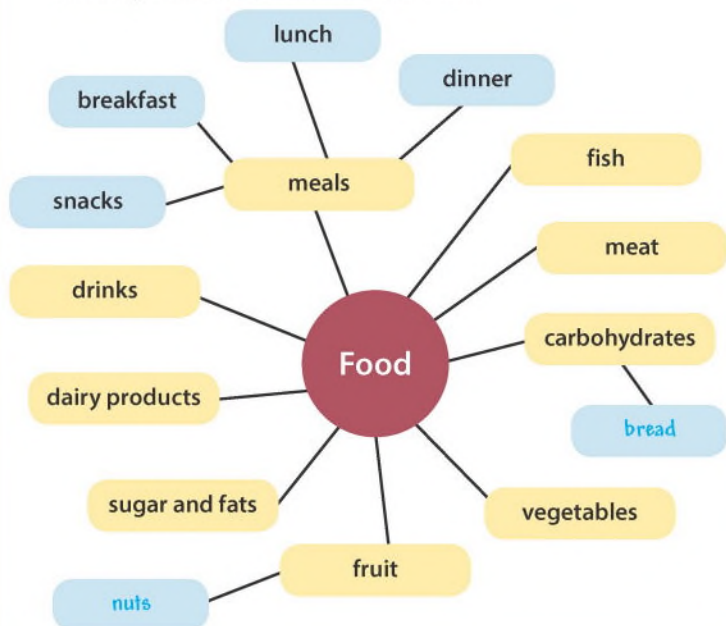 lunch
dinner
breakfast
fish
meals
snacks
meat
drinks
carbohydrates
Food
dairy products
bread
sugar and fats
vegetables
fruit
nuts